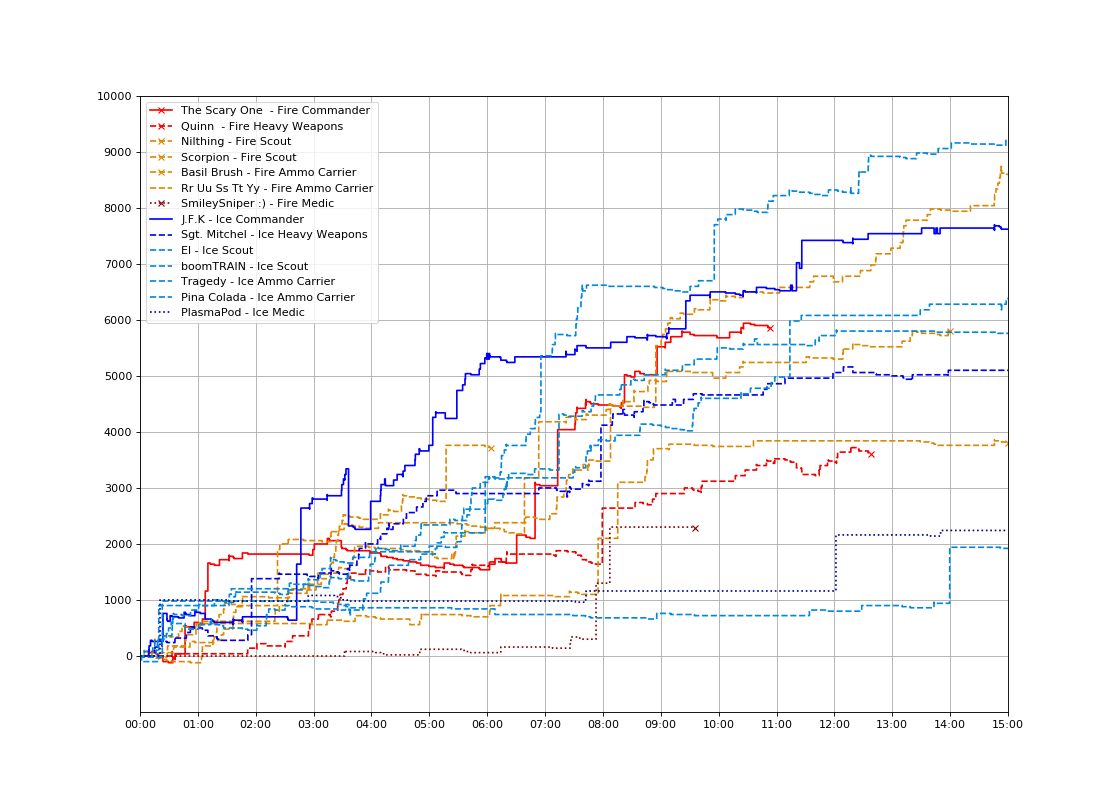 10000
9000
8000
7000
6000
5000
4000
3000
2000
1000
0
The Scary One  - Fire Commander
Quinn  - Fire Heavy Weapons
Nilthing - Fire Scout
Scorpion - Fire Scout
Basil Brush - Fire Ammo Carrier
Rr Uu Ss Tt Yy - Fire Ammo Carrier
SmileySniper :) - Fire Medic
J.F.K - Ice Commander
Sgt. Mitchel - Ice Heavy Weapons
El - Ice Scout
boomTRAIN - Ice Scout
Tragedy - Ice Ammo Carrier
Pina Colada - Ice Ammo Carrier
PlasmaPod - Ice Medic
00:00 01:00 02:00 03:00 04:00 05:00 06:00 07:00 08:00 09:00 10:00 11:00 12:00 13:00 14:00 15:00